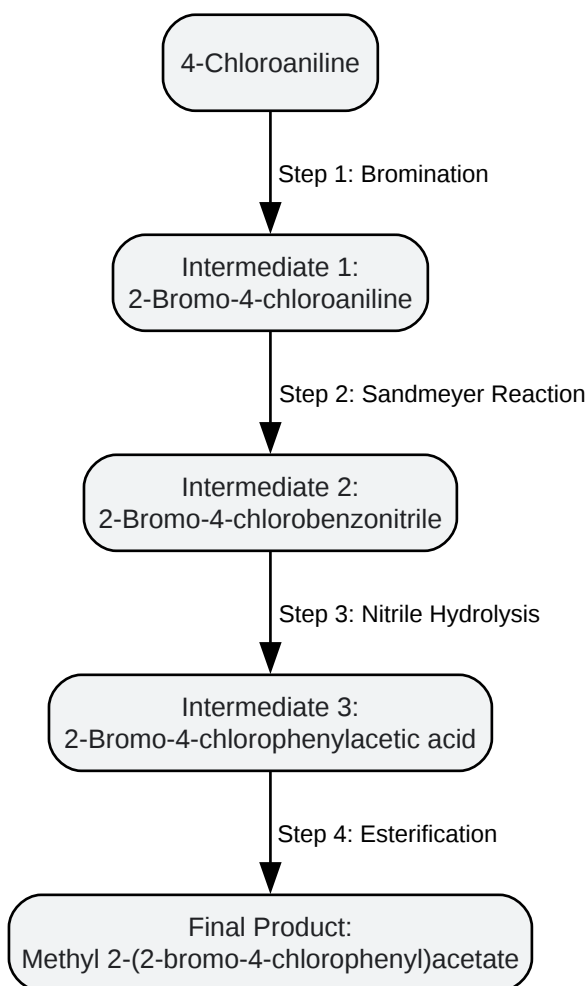 4-Chloroaniline
Step 1: Bromination
Intermediate 1:
2-Bromo-4-chloroaniline
Step 2: Sandmeyer Reaction
Intermediate 2:
2-Bromo-4-chlorobenzonitrile
Step 3: Nitrile Hydrolysis
Intermediate 3:
2-Bromo-4-chlorophenylacetic acid
Step 4: Esterification
Final Product:
Methyl 2-(2-bromo-4-chlorophenyl)acetate